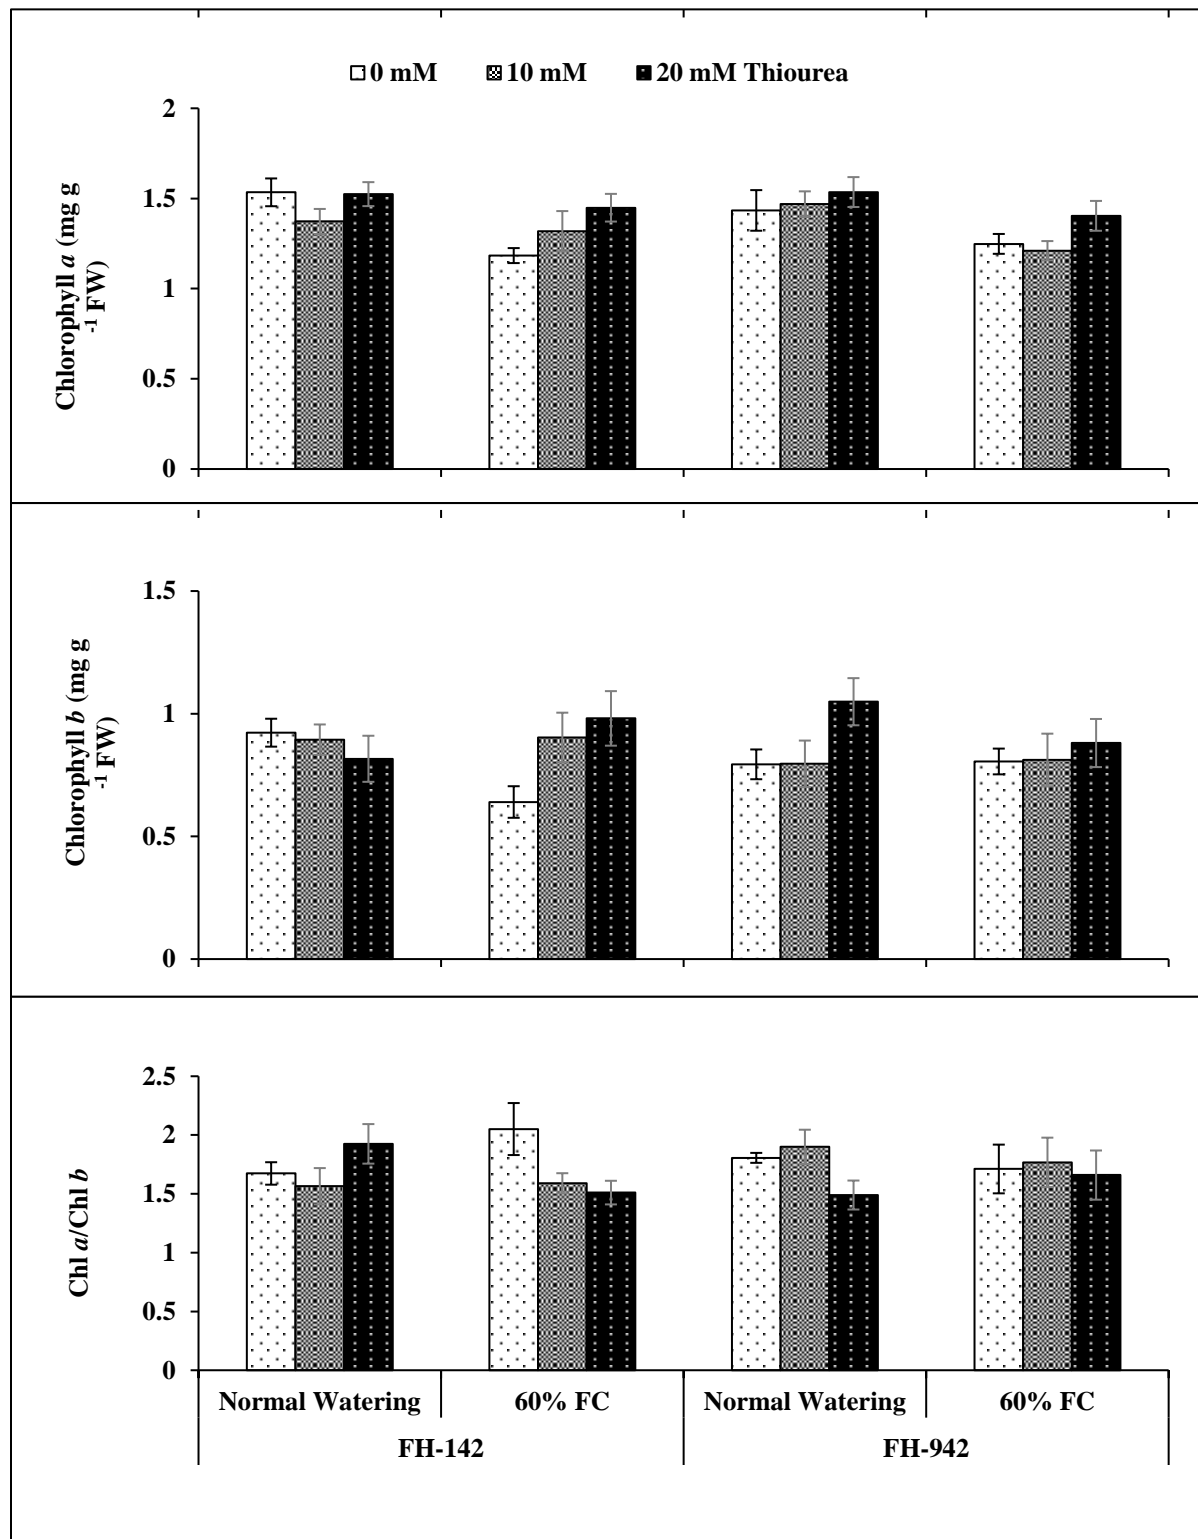 0 mM 10 mM 20 mM Thiourea
Chlorophyll a (mg g
-1 FW)
2
1.5
1
0.5
0
Chlorophyll b (mg g
-1 FW)
1.5
1
0.5
0
Chl a/Chl b
2.5
2
1.5
1
0.5
0
Normal Watering 60% FC Normal Watering 60% FC
FH-142 FH-942